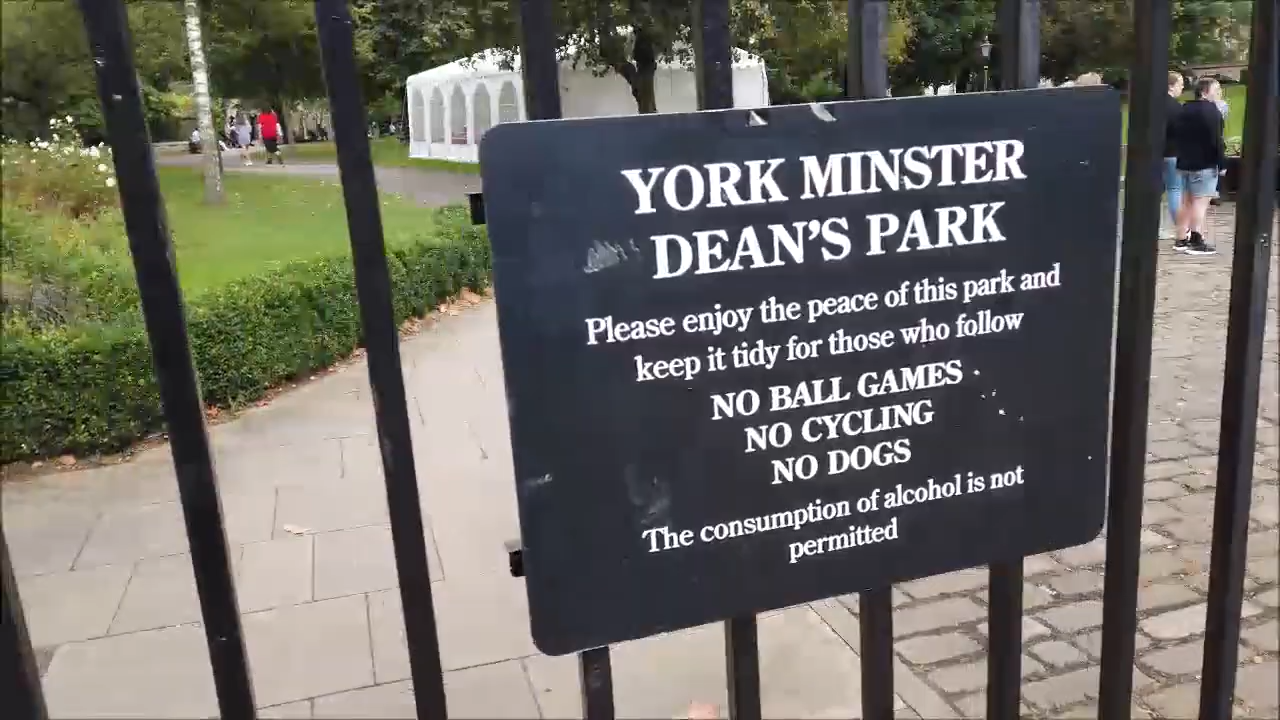 YORK MINSTER
DEAN'S PARK
Please enjoy the peace of this park and
keep it tidy for those who follow
NO BALL GAMES
NO CYCLING
NO DOGS
The consumption of alcohol is not
permitted